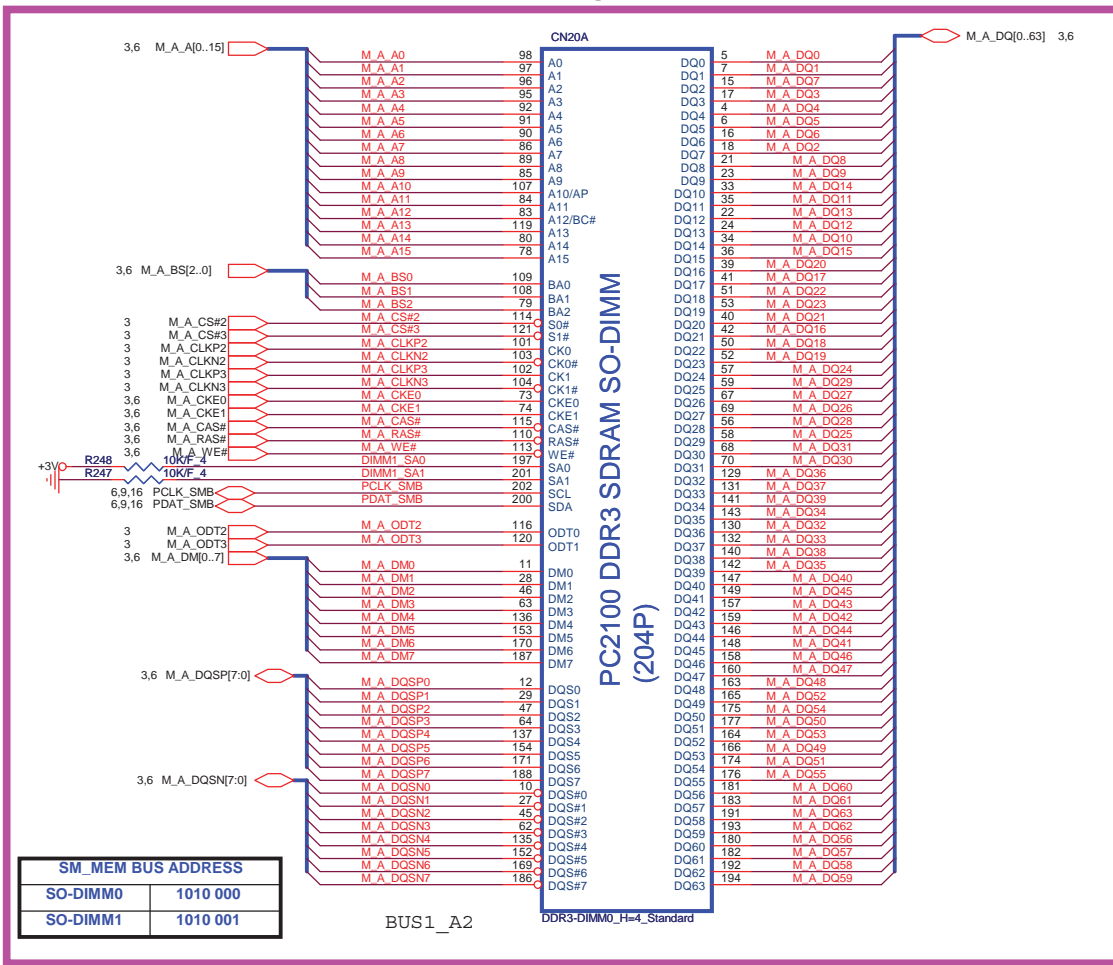 CN20A
3,6 M_A_A[0..15]
M_A_DQ[0..63] 3,6
M_A_A0 98 A0 DQ0 5 M_A_DQ0
M_A_A1 97 A1 DQ1 7 M_A_DQ1
M_A_A2 96 A2 DQ2 15 M_A_DQ7
M_A_A3 95 A3 DQ3 17 M_A_DQ3
M_A_A4 92 A4 DQ4 4 M_A_DQ4
M_A_A5 91 A5 DQ5 6 M_A_DQ5
M_A_A6 90 A6 DQ6 16 M_A_DQ6
M_A_A7 86 A7 DQ7 18 M_A_DQ2
M_A_A8 89 A8 DQ8 21 M_A_DQ8
M_A_A9 85 A9 DQ9 23 M_A_DQ9
M_A_A10 107 A10/AP DQ10 33 M_A_DQ14
M_A_A11 84 A11 DQ11 35 M_A_DQ11
M_A_A12 83 A12/BC# DQ12 22 M_A_DQ13
M_A_A13 119 A13 DQ13 24 M_A_DQ12
M_A_A14 80 A14 DQ14 34 M_A_DQ10
M_A_A15 78 A15 DQ15 36 M_A_DQ15
DQ16 39 M_A_DQ20
3,6 M_A_BS[2..0]
M_A_BS0 109 BA0 DQ17 41 M_A_DQ17
M_A_BS1 108 BA1 DQ18 51 M_A_DQ22
M_A_BS2 79 BA2 DQ19 53 M_A_DQ23
3 M_A_CS#2 M_A_CS#2 114 S0# DQ20 40 M_A_DQ21
3 M_A_CS#3 M_A_CS#3 121 S1# DQ21 42 M_A_DQ16
3 M_A_CLKP2 M_A_CLKP2 101 CK0 DQ22 50 M_A_DQ18
3 M_A_CLKN2 M_A_CLKN2 103 CK0# DQ23 52 M_A_DQ19
3 M_A_CLKP3 M_A_CLKP3 102 CK1 DQ24 57 M_A_DQ24
3 M_A_CLKN3 M_A_CLKN3 104 CK1# DQ25 59 M_A_DQ29
3,6 M_A_CKE0 M_A_CKE0 73 CKE0 DQ26 67 M_A_DQ27
3,6 M_A_CKE1 M_A_CKE1 74 CKE1 DQ27 69 M_A_DQ26
3,6 M_A_CAS# M_A_CAS# 115 CAS# DQ28 56 M_A_DQ28
3,6 M_A_RAS# M_A_RAS# 110 RAS# DQ29 58 M_A_DQ25
3,6 M_A_WE# M_A_WE# 113 WE# DQ30 68 M_A_DQ31
+3V R248 10K/F_4 DIMM1_SA0 197 SA0 DQ31 70 M_A_DQ30
R247 10K/F_4 DIMM1_SA1 201 SA1 DQ32 129 M_A_DQ36
6,9,16 PCLK_SMB PCLK_SMB 202 SCL DQ33 131 M_A_DQ37
6,9,16 PDAT_SMB PDAT_SMB 200 SDA DQ34 141 M_A_DQ39
DQ35 143 M_A_DQ34
3 M_A_ODT2 M_A_ODT2 116 ODT0 DQ36 130 M_A_DQ32
3 M_A_ODT3 M_A_ODT3 120 ODT1 DQ37 132 M_A_DQ33
3,6 M_A_DM[0..7]
DQ38 140 M_A_DQ38
M_A_DM0 11 DM0 DQ39 142 M_A_DQ35
M_A_DM1 28 DM1 DQ40 147 M_A_DQ40
M_A_DM2 46 DM2 DQ41 149 M_A_DQ45
M_A_DM3 63 DM3 DQ42 157 M_A_DQ43
M_A_DM4 136 DM4 DQ43 159 M_A_DQ42
M_A_DM5 153 DM5 DQ44 146 M_A_DQ44
M_A_DM6 170 DM6 DQ45 148 M_A_DQ41
M_A_DM7 187 DM7 DQ46 158 M_A_DQ46
DQ47 160 M_A_DQ47
3,6 M_A_DQSP[7:0]
M_A_DQSP0 12 DQS0 DQ48 163 M_A_DQ48
M_A_DQSP1 29 DQS1 DQ49 165 M_A_DQ52
M_A_DQSP2 47 DQS2 DQ50 175 M_A_DQ54
M_A_DQSP3 64 DQS3 DQ51 177 M_A_DQ50
M_A_DQSP4 137 DQS4 DQ52 164 M_A_DQ53
M_A_DQSP5 154 DQS5 DQ53 166 M_A_DQ49
M_A_DQSP6 171 DQS6 DQ54 174 M_A_DQ51
M_A_DQSP7 188 DQS7 DQ55 176 M_A_DQ55
3,6 M_A_DQSN[7:0]
M_A_DQSN0 10 DQS#0 DQ56 181 M_A_DQ60
M_A_DQSN1 27 DQS#1 DQ57 183 M_A_DQ61
M_A_DQSN2 45 DQS#2 DQ58 191 M_A_DQ63
M_A_DQSN3 62 DQS#3 DQ59 193 M_A_DQ62
M_A_DQSN4 135 DQS#4 DQ60 180 M_A_DQ56
M_A_DQSN5 152 DQS#5 DQ61 182 M_A_DQ57
M_A_DQSN6 169 DQS#6 DQ62 192 M_A_DQ58
M_A_DQSN7 186 DQS#7 DQ63 194 M_A_DQ59
PC2100 DDR3 SDRAM SO-DIMM
(204P)
DDR3-DIMM0_H=4_Standard
BUS1_A2
SM_MEM BUS ADDRESS
SO-DIMM0 1010 000
SO-DIMM1 1010 001